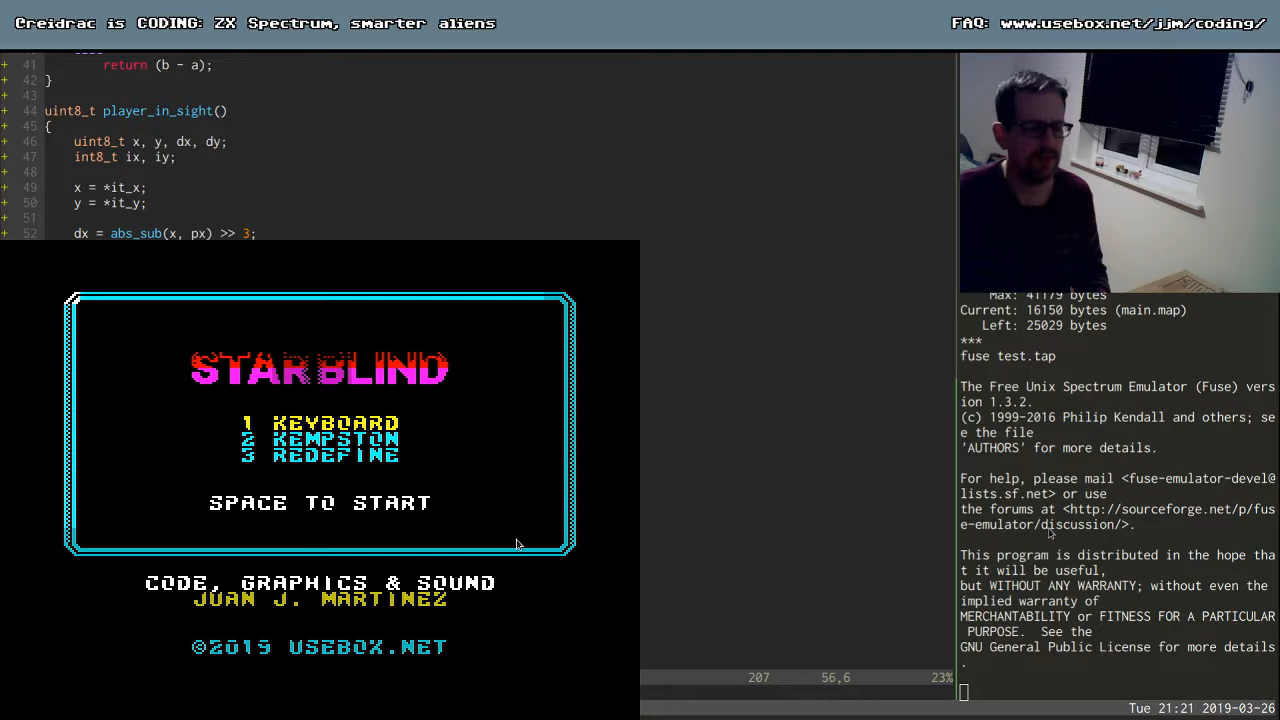 Creidrac is CODING: ZX Spectrum, smarter aliens
FAQ: www.usebox.net/jjm/coding/
+ 41 return (b - a);
+ 42 }
+ 43
+ 44 uint8_t player_in_sight()
+ 45 {
+ 46 uint8_t x, y, dx, dy;
+ 47 int8_t ix, iy;
+ 48
+ 49 x = *it_x;
+ 50 y = *it_y;
+ 51
+ 52 dx = abs_sub(x, px) >> 3;
STARBLIND
1 KEYBOARD
2 KEMPSTON
3 REDEFINE
SPACE TO START
CODE, GRAPHICS & SOUND
JUAN J. MARTINEZ
©2019 USEBOX.NET
207 56,6 23%
Max: 41179 bytes
Current: 16150 bytes (main.map)
Left: 25029 bytes
***
fuse test.tap
The Free Unix Spectrum Emulator (Fuse) vers
ion 1.3.2.
(c) 1999-2016 Philip Kendall and others; se
e the file
'AUTHORS' for more details.
For help, please mail <fuse-emulator-devel@
lists.sf.net> or use
the forums at <http://sourceforge.net/p/fus
e-emulator/discussion/>.
This program is distributed in the hope tha
t it will be useful,
but WITHOUT ANY WARRANTY; without even the
implied warranty of
MERCHANTABILITY or FITNESS FOR A PARTICULAR
PURPOSE. See the
GNU General Public License for more details
.
Tue 21:21 2019-03-26